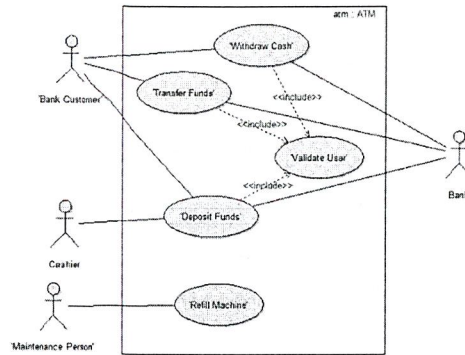 atm : ATM
'Withdraw Cash'
'Bank Customer'
'Transfer Funds'
<<include>>
<<include>>
'Validate User'
<<include>>
Bank
'Deposit Funds'
Cashier
'Refill Machine'
'Maintenance Person'